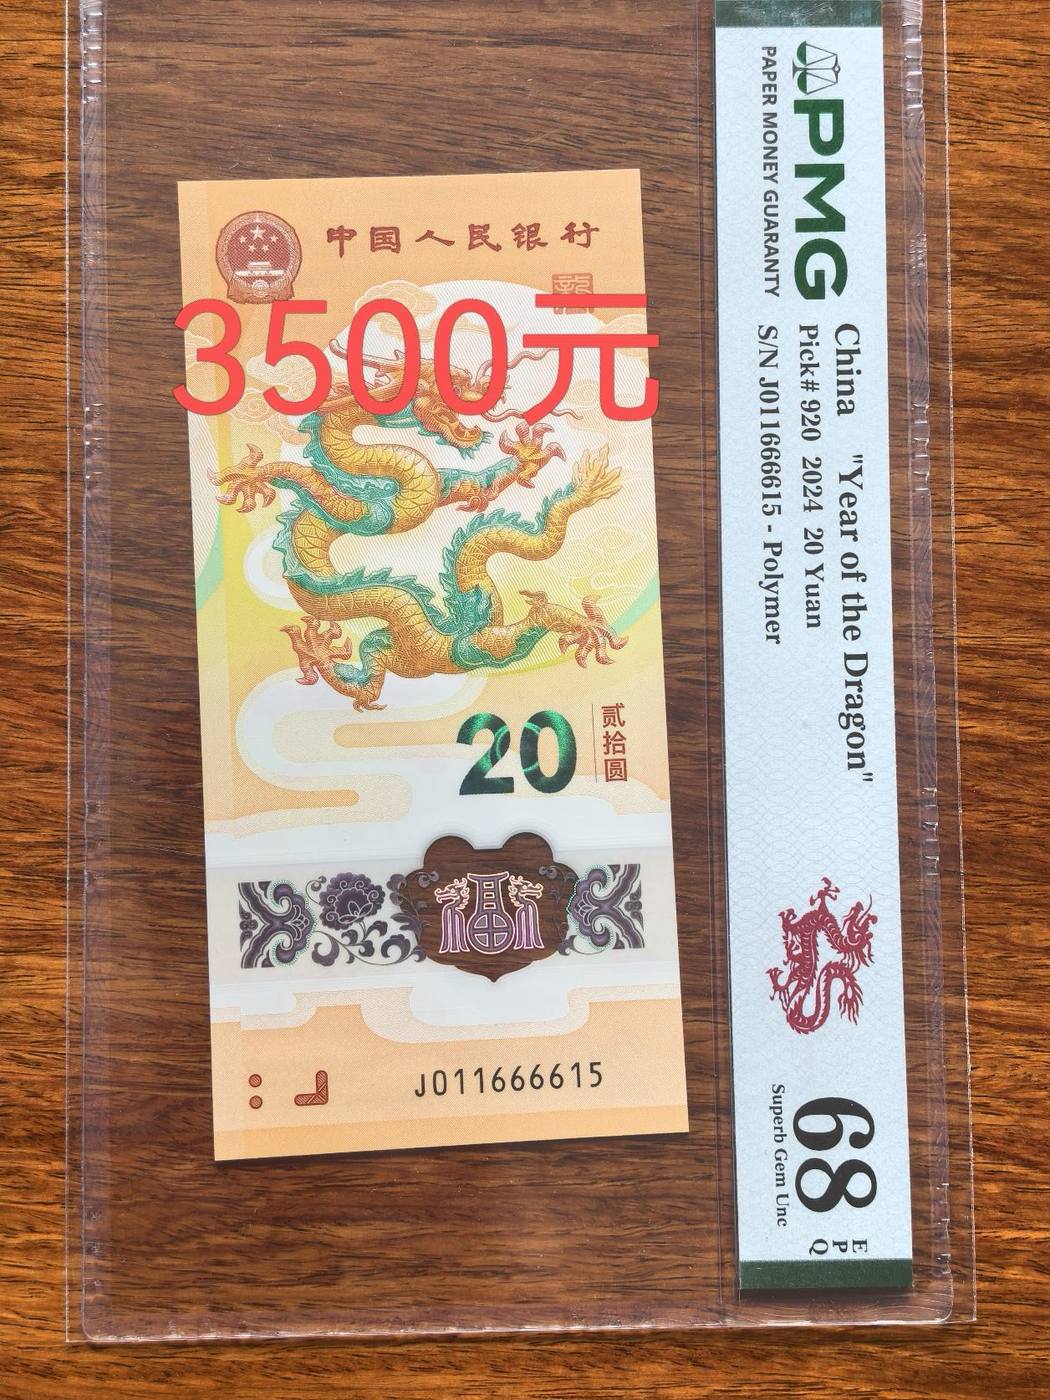 中国人民银行
龍
3500元
20
贰拾圆
J011666615
PMG
PAPER MONEY GUARANTY
China "Year of the Dragon"
Pick# 920 2024 20 Yuan
S/N J011666615 - Polymer
68 EPQ
Superb Gem Unc